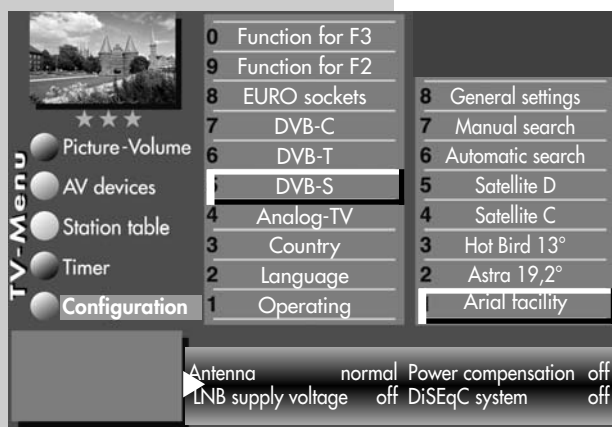 TV-Menu
Picture-Volume
AV devices
Station table
Timer
Configuration
0 Function for F3
9 Function for F2
8 EURO sockets
7 DVB-C
6 DVB-T
5 DVB-S
4 Analog-TV
3 Country
2 Language
1 Operating
8 General settings
7 Manual search
6 Automatic search
5 Satellite D
4 Satellite C
3 Hot Bird 13°
2 Astra 19,2°
1 Arial facility
Antenna normal Power compensation off
LNB supply voltage off DiSEqC system off